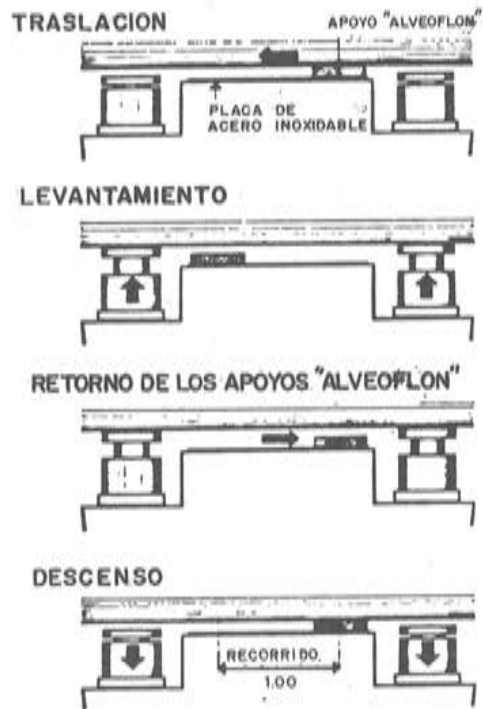 TRASLACION
APOYO "ALVEOFLON"
PLACA DE
ACERO INOXIDABLE
LEVANTAMIENTO
RETORNO DE LOS APOYOS "ALVEOFLON"
DESCENSO
RECORRIDO.
1.00